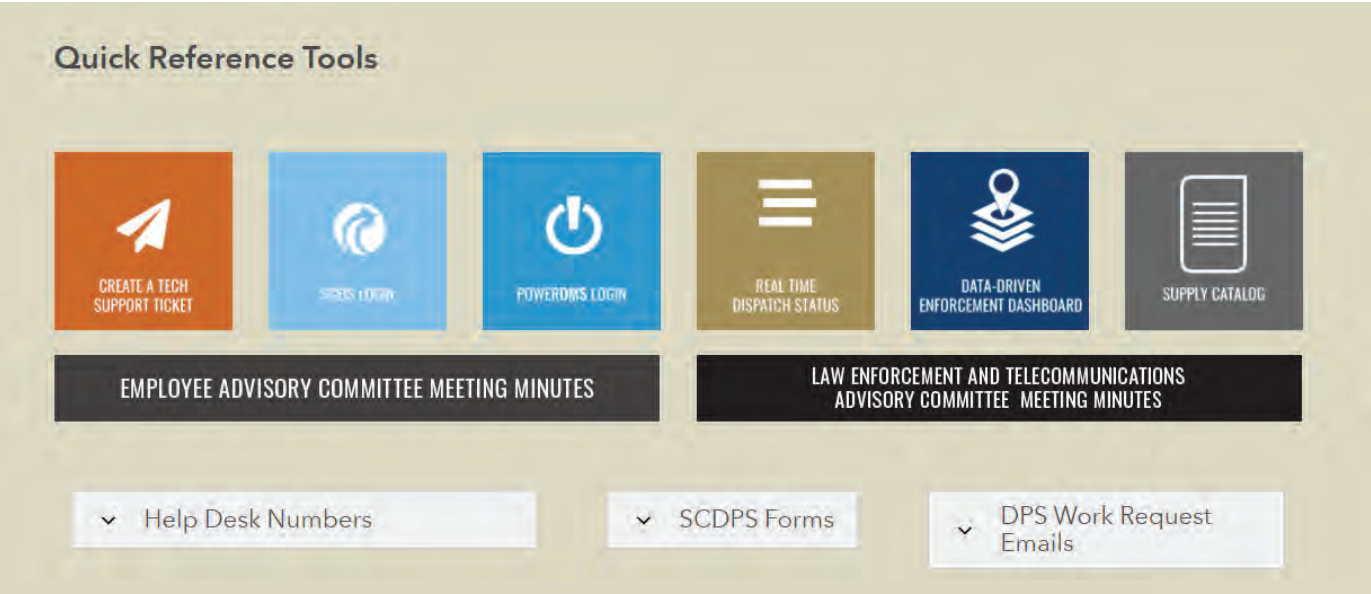 Quick Reference Tools
CREATE A TECH
SUPPORT TICKET
LOGIN
POWERDMS LOGIN
REAL TIME
DISPATCH STATUS
DATA-DRIVEN
ENFORCEMENT DASHBOARD
SUPPLY CATALOG
EMPLOYEE ADVISORY COMMITTEE MEETING MINUTES
LAW ENFORCEMENT AND TELECOMMUNICATIONS
ADVISORY COMMITTEE MEETING MINUTES
Help Desk Numbers
SCDPS Forms
DPS Work Request
Emails